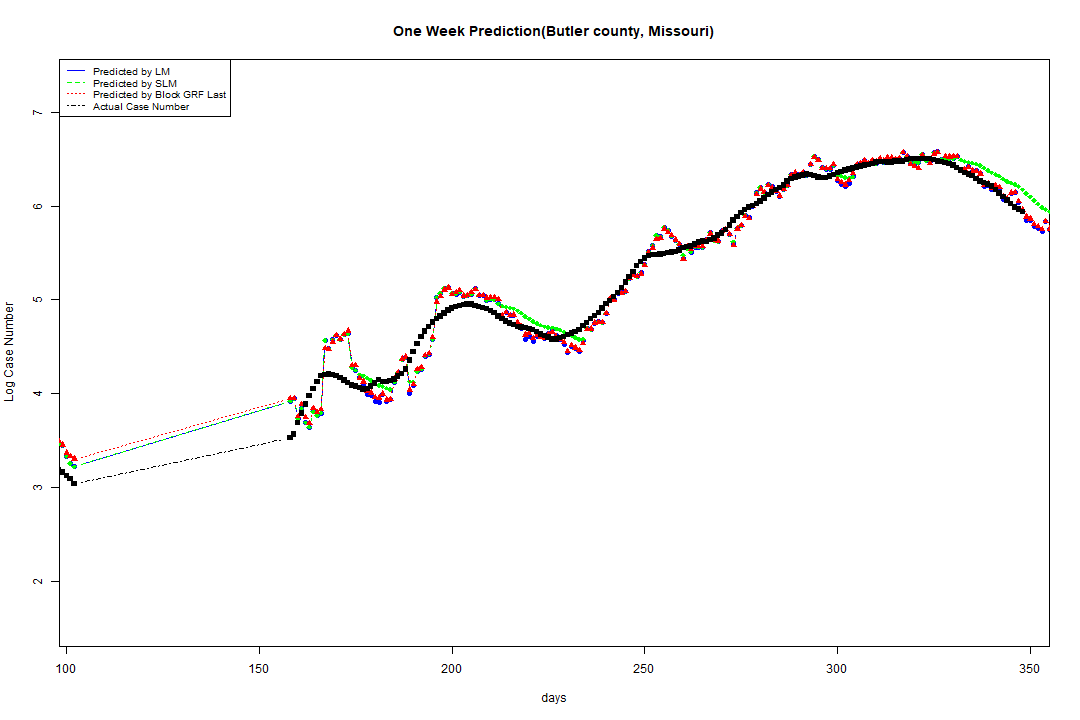 One Week Prediction(Butler county, Missouri)
Predicted by LM
Predicted by SLM
Predicted by Block GRF Last
Actual Case Number
7
6
5
4
3
2
Log Case Number
100 150 200 250 300 350
days